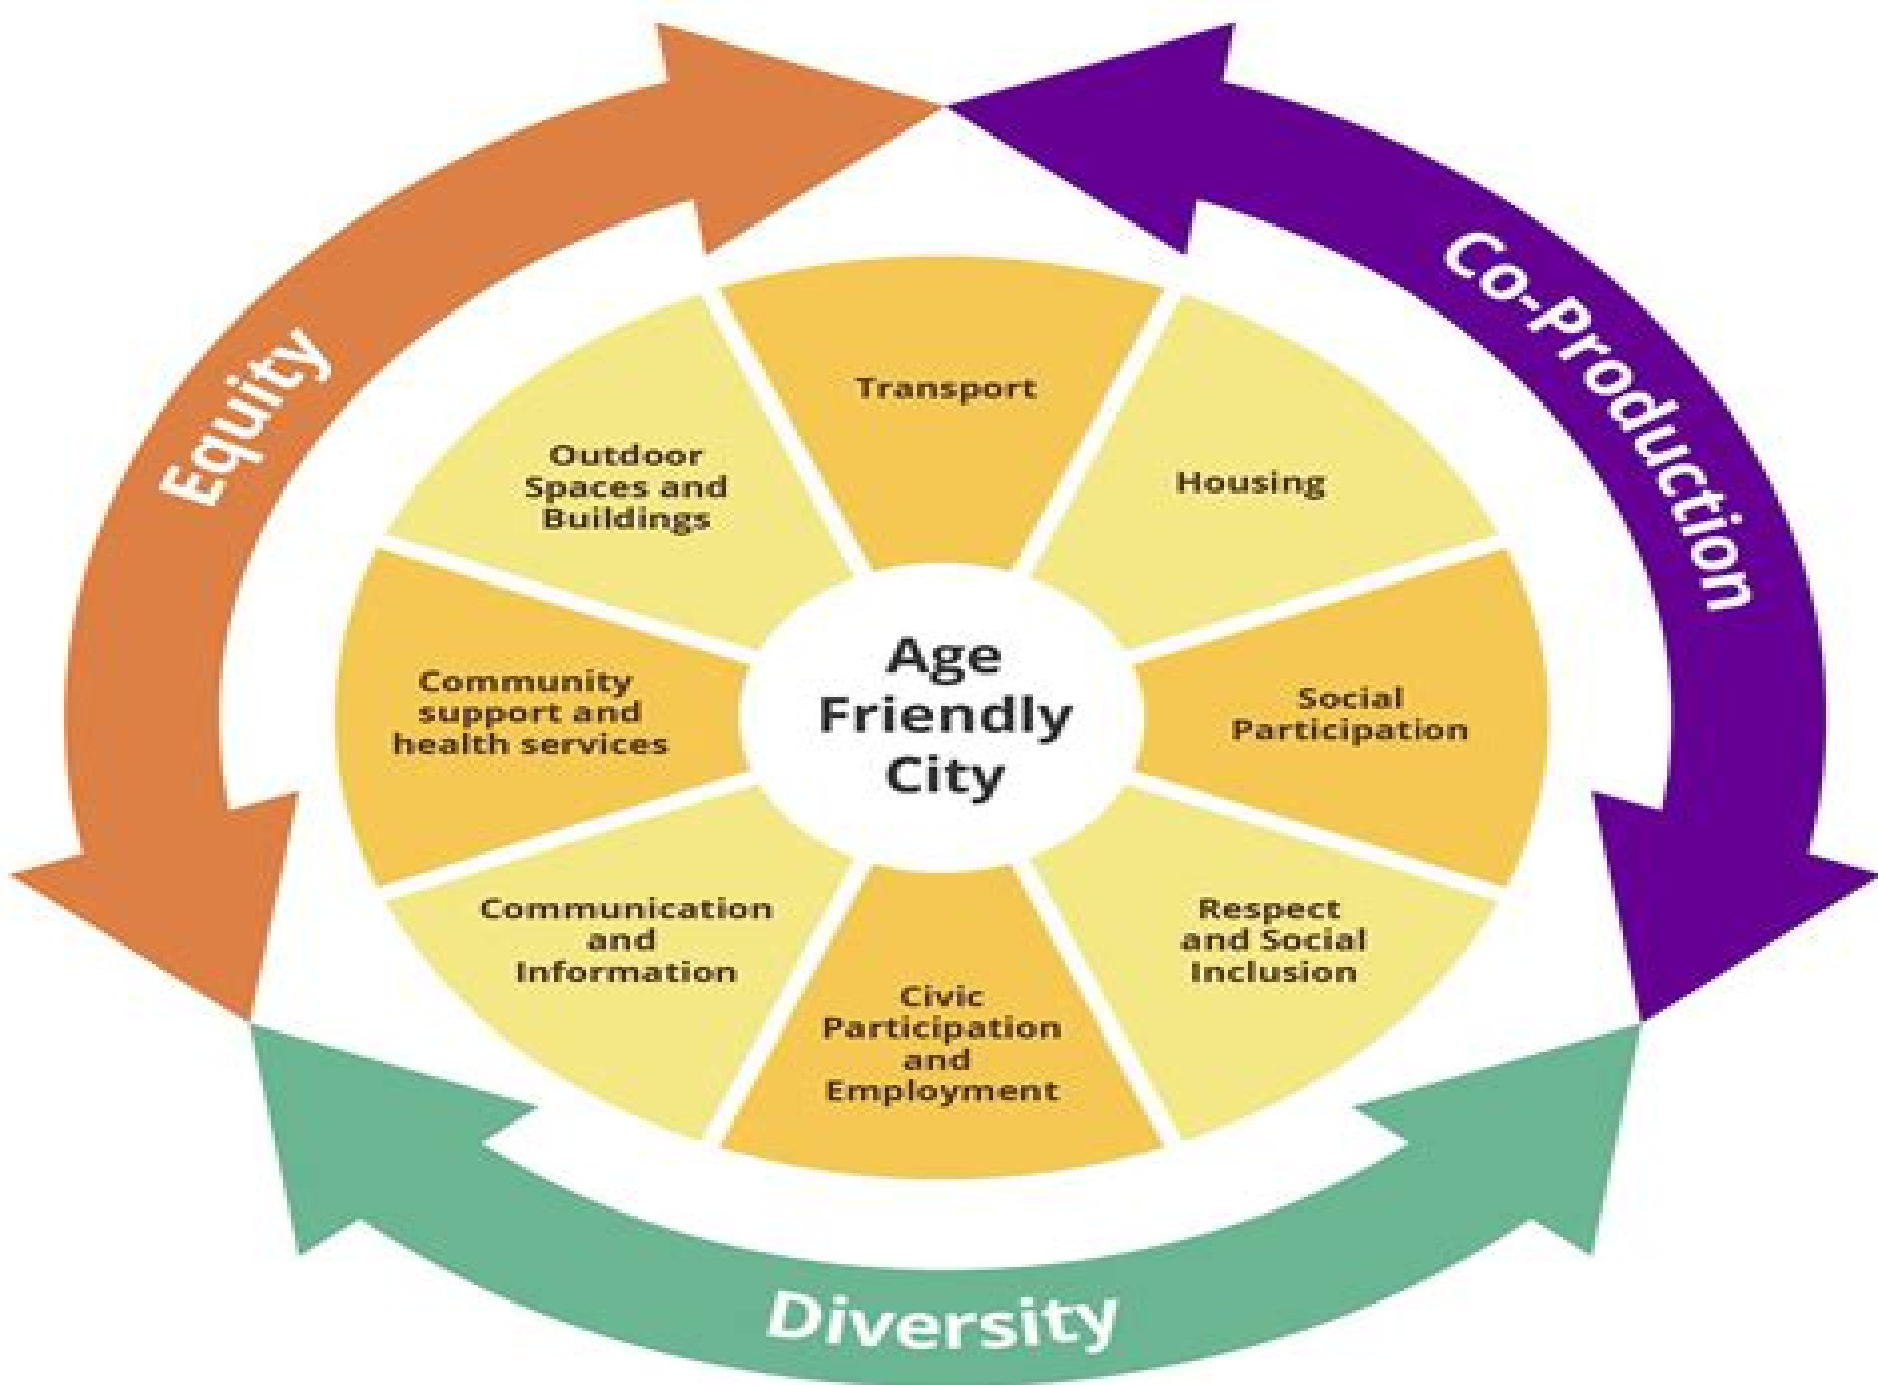 Equity
Co-Production
Transport
Outdoor
Spaces and
Buildings
Housing
Community
support and
health services
Age
Friendly
City
Social
Participation
Communication
and
Information
Respect
and Social
Inclusion
Civic
Participation
and
Employment
Diversity